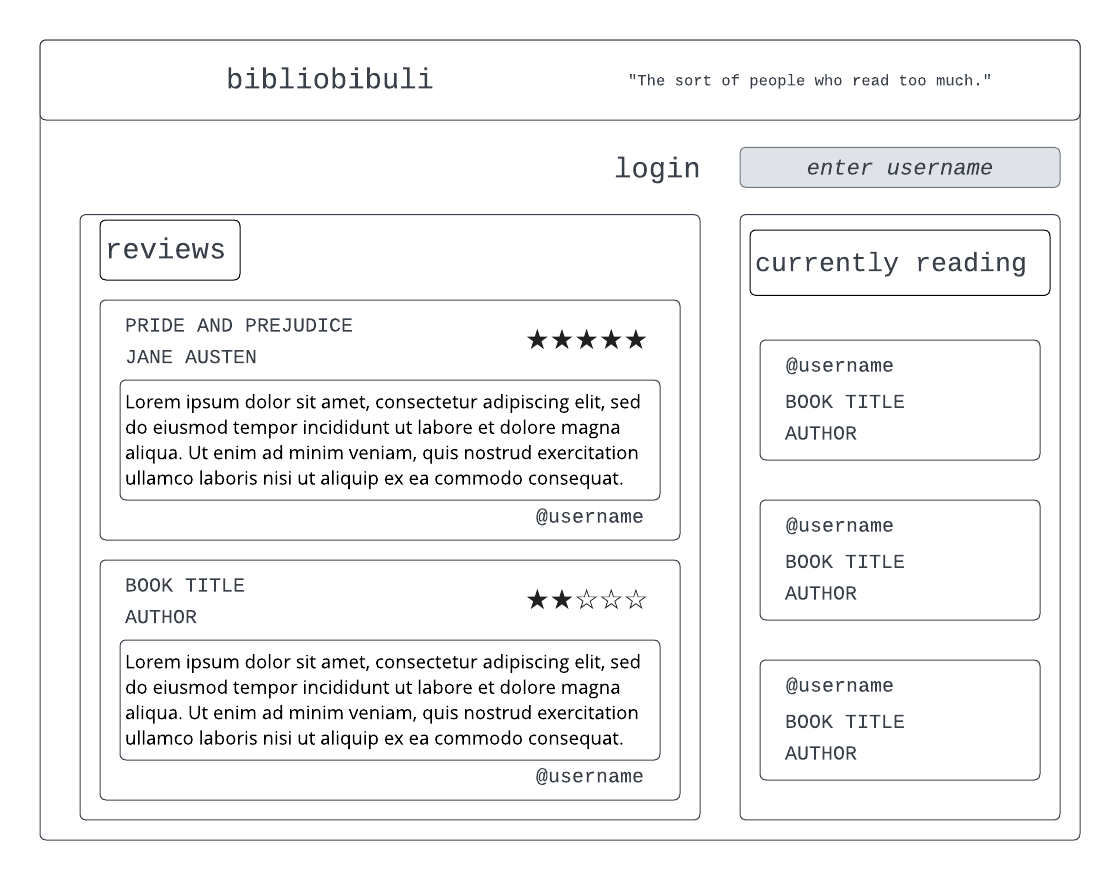 bibliobibuli
"The sort of people who read too much."
login
enter username
reviews
PRIDE AND PREJUDICE
JANE AUSTEN
★★★★★
Lorem ipsum dolor sit amet, consectetur adipiscing elit, sed
do eiusmod tempor incididunt ut labore et dolore magna
aliqua. Ut enim ad minim veniam, quis nostrud exercitation
ullamco laboris nisi ut aliquip ex ea commodo consequat.
@username
BOOK TITLE
AUTHOR
★★☆☆☆
Lorem ipsum dolor sit amet, consectetur adipiscing elit, sed
do eiusmod tempor incididunt ut labore et dolore magna
aliqua. Ut enim ad minim veniam, quis nostrud exercitation
ullamco laboris nisi ut aliquip ex ea commodo consequat.
@username
currently reading
@username
BOOK TITLE
AUTHOR
@username
BOOK TITLE
AUTHOR
@username
BOOK TITLE
AUTHOR